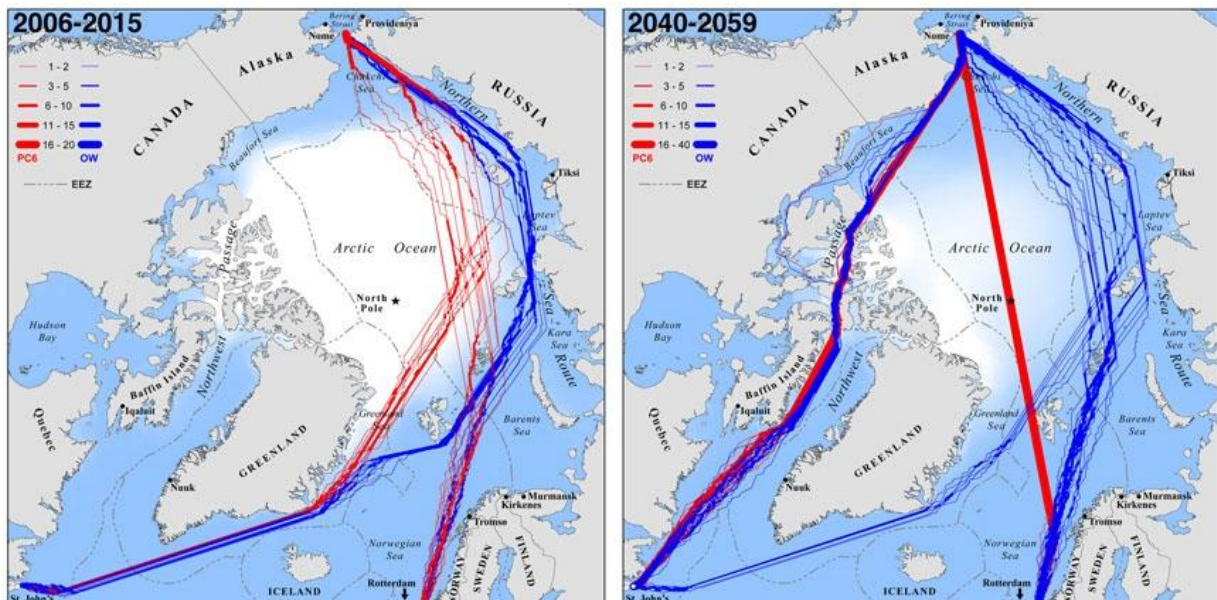 2006-2015
Bering
Strait
Provideniya
Nome
Alaska
Chukchi
Sea
Northern
RUSSIA
1 - 2
3 - 5
6 - 10
11 - 15
16 - 20
PC6 OW
EEZ
CANADA
Beaufort Sea
Tiksi
Laptev
Sea
Passage
Arctic Ocean
North
Pole
Sea
Kara
Sea
Route
Hudson
Bay
Northwest
Baffin Island
Iqaluit
Quebec
Greenland
Sea
Barents
Sea
GREENLAND
Nuuk
Murmansk
Kirkenes
Tromsø
Norwegian
Sea
NORWAY
SWEDEN
FINLAND
Rotterdam
ICELAND
St. John's
2040-2059
Bering
Strait
Provideniya
Nome
Alaska
Sea
Northern
RUSSIA
1 - 2
3 - 5
6 - 10
11 - 15
16 - 40
PC6 OW
EEZ
CANADA
Beaufort Sea
Tiksi
Laptev
Sea
Passage
Arctic Ocean
North
Pole
Sea
Kara
Sea
Route
Hudson
Bay
Northwest
Baffin Island
Iqaluit
Quebec
Greenland
Sea
Barents
Sea
GREENLAND
Nuuk
Murmansk
Kirkenes
Tromsø
Norwegian
Sea
NORWAY
SWEDEN
FINLAND
Rotterdam
ICELAND
St. John's